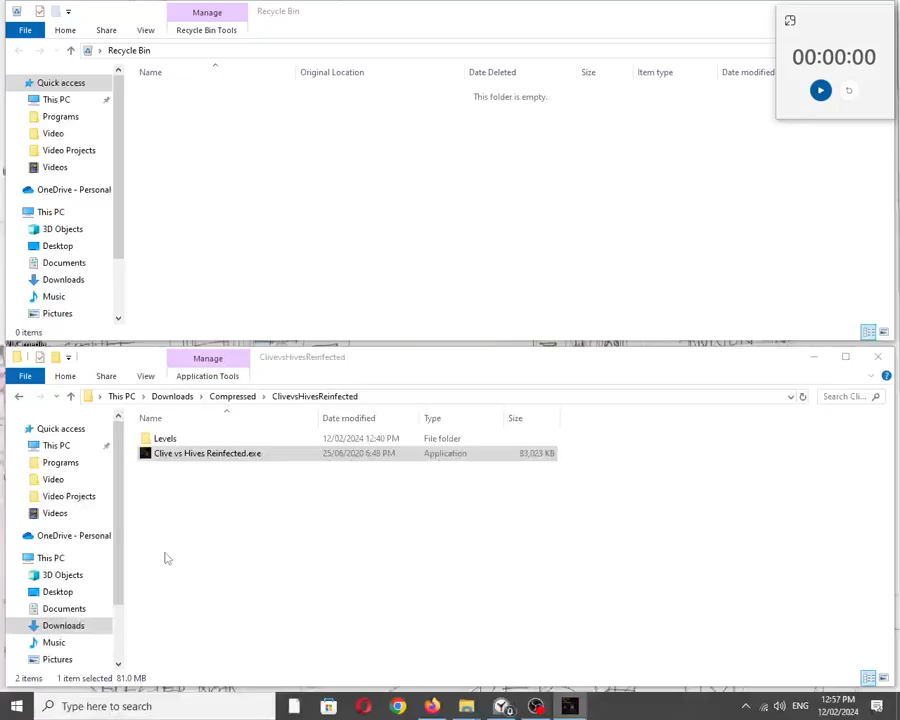 Manage
Recycle Bin
File
Home
Share
View
Recycle Bin Tools
Recycle Bin
00:00:00
Name
Original Location
Date Deleted
Size
Item type
Date modified
This folder is empty.
Quick access
This PC
Programs
Video
Video Projects
Videos
OneDrive - Personal
This PC
3D Objects
Desktop
Documents
Downloads
Music
Pictures
0 items
Manage
ClivevsHivesReinfected
File
Home
Share
View
Application Tools
This PC > Downloads > Compressed > ClivevsHivesReinfected
Search Cli...
Name
Date modified
Type
Size
Levels 12/02/2024 12:40 PM File folder
Clive vs Hives Reinfected.exe 25/06/2020 6:48 PM Application 83,023 KB
Quick access
This PC
Programs
Video
Video Projects
Videos
OneDrive - Personal
This PC
3D Objects
Desktop
Documents
Downloads
Music
Pictures
2 items 1 item selected 81.0 MB
Type here to search
ENG
12:57 PM
12/02/2024